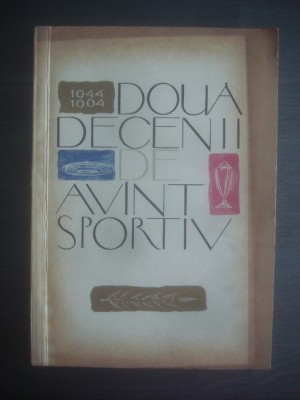 1944
1964
DOUĂ
DECENII
DE
AVÎNT
SPORTIV